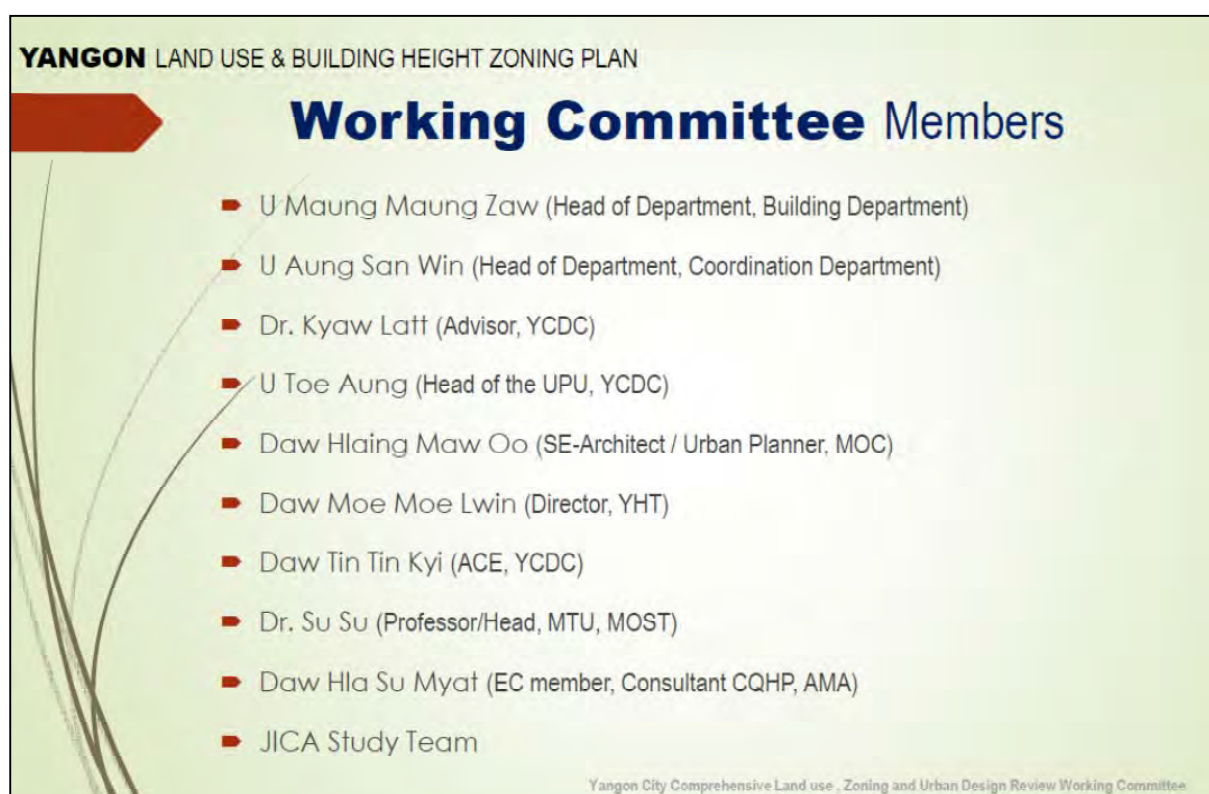 YANGON LAND USE & BUILDING HEIGHT ZONING PLAN
Working Committee Members
U Maung Maung Zaw (Head of Department, Building Department)
U Aung San Win (Head of Department, Coordination Department)
Dr. Kyaw Latt (Advisor, YCDC)
U Toe Aung (Head of the UPU, YCDC)
Daw Hlaing Maw Oo (SE-Architect / Urban Planner, MOC)
Daw Moe Moe Lwin (Director, YHT)
Daw Tin Tin Kyi (ACE, YCDC)
Dr. Su Su (Professor/Head, MTU, MOST)
Daw Hla Su Myat (EC member, Consultant CQHP, AMA)
JICA Study Team
Yangon City Comprehensive Land use , Zoning and Urban Design Review Working Committee